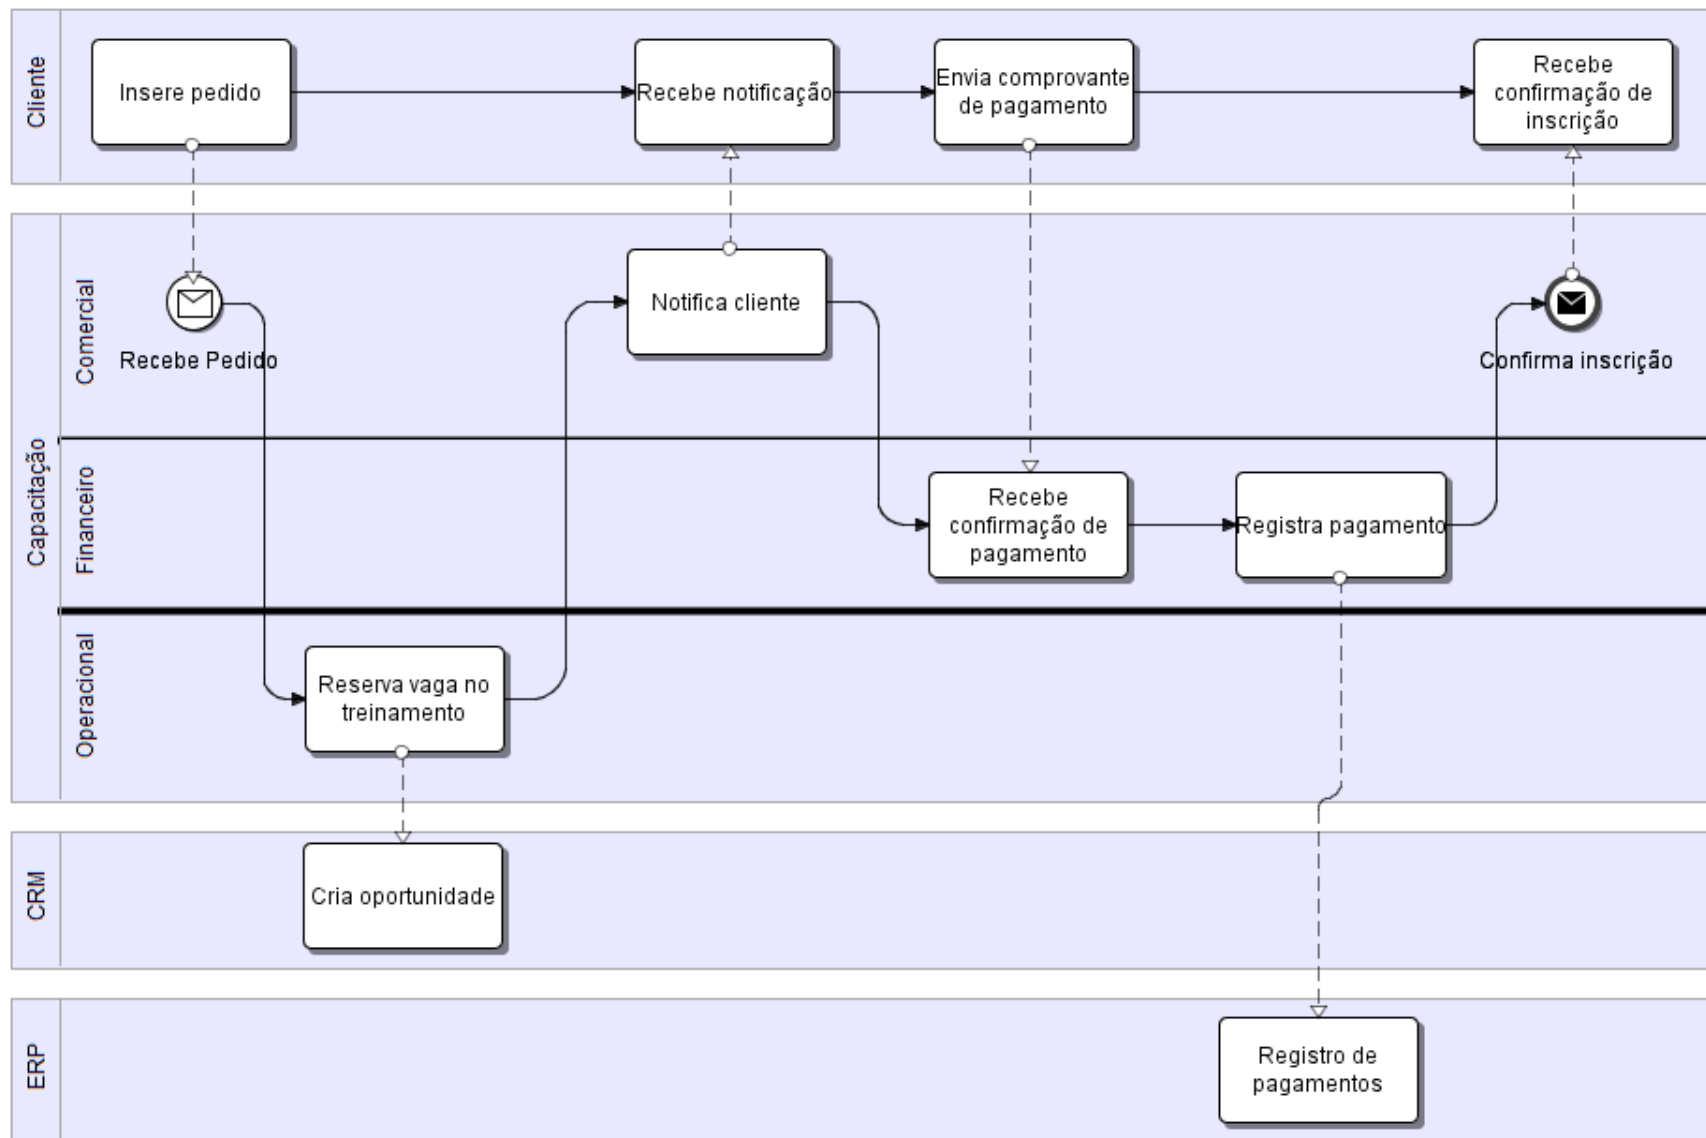 Cliente
Insere pedido
Recebe notificação
Envia comprovante
de pagamento
Recebe
confirmação de
inscrição
Capacitação
Comercial
Recebe Pedido
Notifica cliente
Confirma inscrição
Financeiro
Recebe
confirmação de
pagamento
Registra pagamento
Operacional
Reserva vaga no
treinamento
CRM
Cria oportunidade
ERP
Registro de
pagamentos